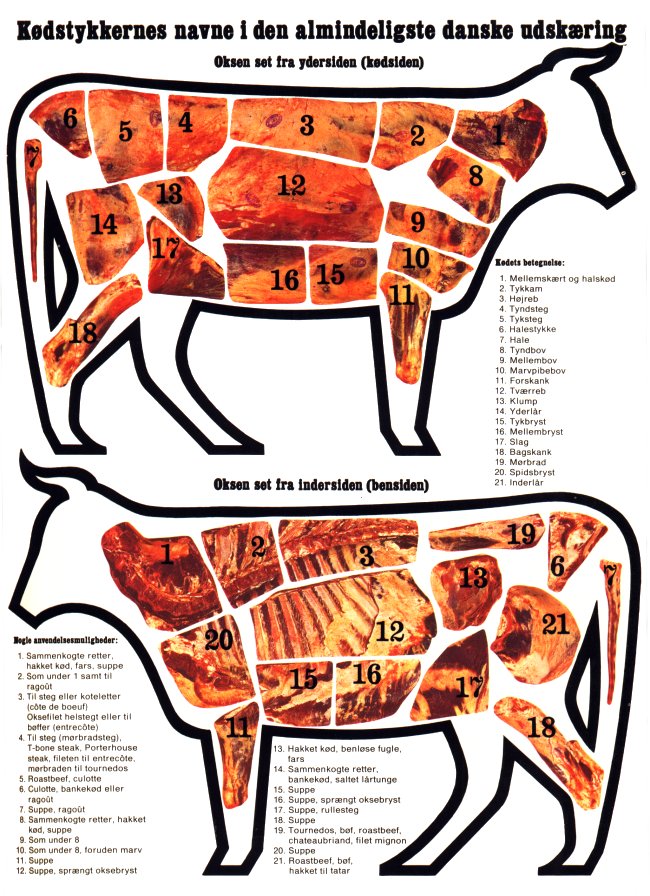 Kødstykkernes navne i den almindeligste danske udskæring
Oksen set fra ydersiden (kødsiden)
6
5
4
3
2
1
7
8
12
13
14
9
17
10
16
15
11
18
Kødets betegnelse:
1. Mellemskært og halskød
2. Tykkam
3. Højreb
4. Tyndsteg
5. Tyksteg
6. Halestykke
7. Hale
8. Tyndbov
9. Mellembov
10. Marvpibebov
11. Forskank
12. Tværreb
13. Klump
14. Yderlår
15. Tykbryst
16. Mellembryst
17. Slag
18. Bagskank
19. Mørbrad
20. Spidsbryst
21. Inderlår
Oksen set fra indersiden (bensiden)
1
2
3
19
6
7
13
12
20
21
15
16
17
11
18
Nogle anvendelsesmuligheder:
1. Sammenkogte retter,
hakket kød, fars, suppe
2. Som under 1 samt til
ragoût
3. Til steg eller koteletter
(côte de boeuf)
Oksefilet helstegt eller til
bøffer (entrecôte)
4. Til steg (mørbradsteg),
T-bone steak, Porterhouse
steak, fileten til entrecôte,
mørbraden til tournedos
5. Roastbeef, culotte
6. Culotte, bankekød eller
ragoût
7. Suppe, ragoût
8. Sammenkogte retter, hakket
kød, suppe
9. Som under 8
10. Som under 8, foruden marv
11. Suppe
12. Suppe, sprængt oksebryst
13. Hakket kød, benløse fugle,
fars
14. Sammenkogte retter,
bankekød, saltet lårtunge
15. Suppe
16. Suppe, sprængt oksebryst
17. Suppe, rullesteg
18. Suppe
19. Tournedos, bøf, roastbeef,
chateaubriand, filet mignon
20. Suppe
21. Roastbeef, bøf,
hakket til tatar